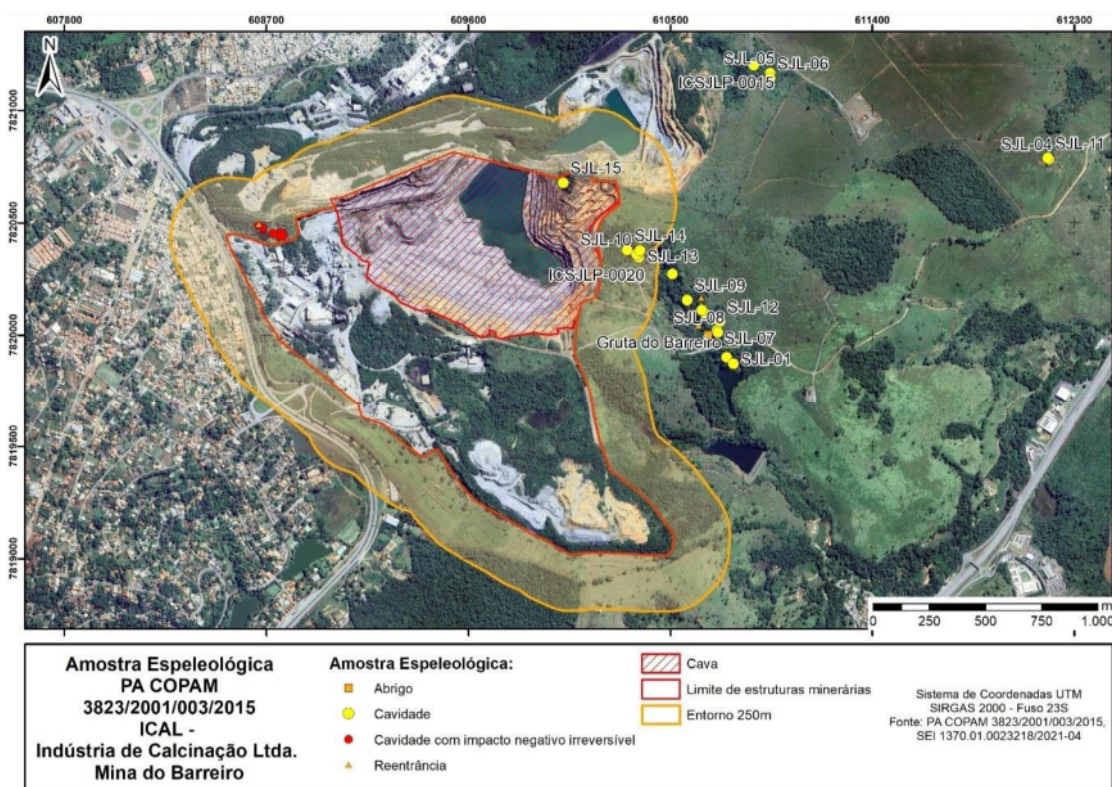 607800 608700 609600 610500 611400 612300
N
7821000
7820500
7820000
7819500
7819000
SJL-05
SJL-06
ICSJLP-0015
SJL-04 SJL-11
SJL-15
SJL-10 SJL-14
SJL-13
ICSJLP-0020
SJL-09
SJL-12
SJL-08
SJL-07
Gruta do Barreiro
SJL-01
0 250 500 750 1.000
m
Amostra Espeleológica
PA COPAM
3823/2001/003/2015
ICAL -
Indústria de Calcinação Ltda.
Mina do Barreiro
Amostra Espeleológica:
Abrigo
Cavidade
Cavidade com impacto negativo irreversível
Reentrância
Cava
Limite de estruturas minerárias
Entorno 250m
Sistema de Coordenadas UTM
SIRGAS 2000 - Fuso 23S
Fonte: PA COPAM 3823/2001/003/2015,
SEI 1370.01.0023218/2021-04